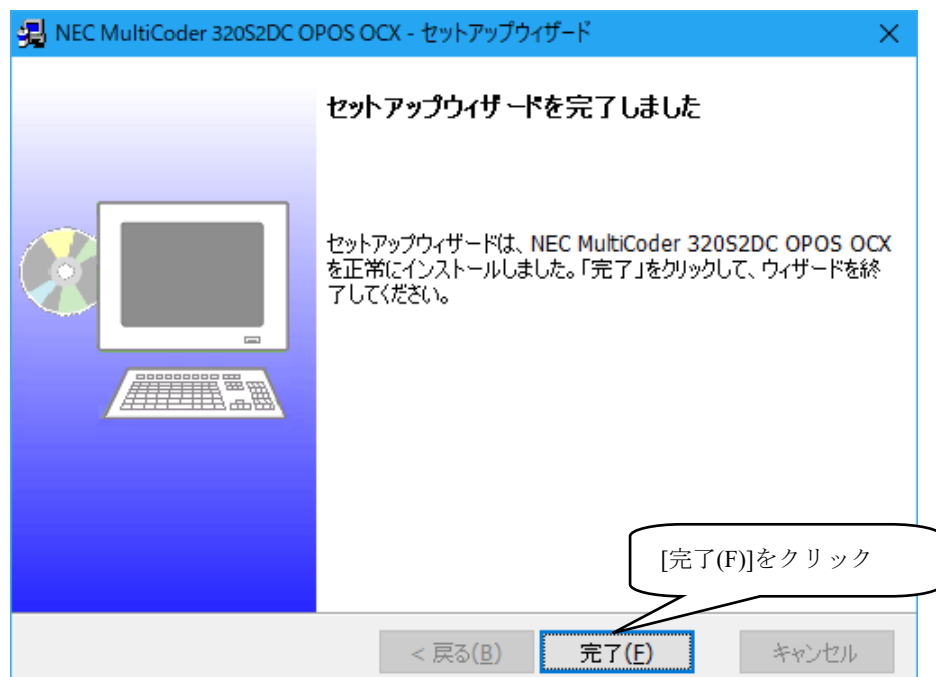 NEC MultiCoder 320S2DC OPOS OCX - セットアップウィザード
セットアップウィザードを完了しました
セットアップウィザードは、NEC MultiCoder 320S2DC OPOS OCX
を正常にインストールしました。「完了」をクリックして、ウィザードを終
了してください。
[完了(F)]をクリック
< 戻る(B)
完了(F)
キャンセル